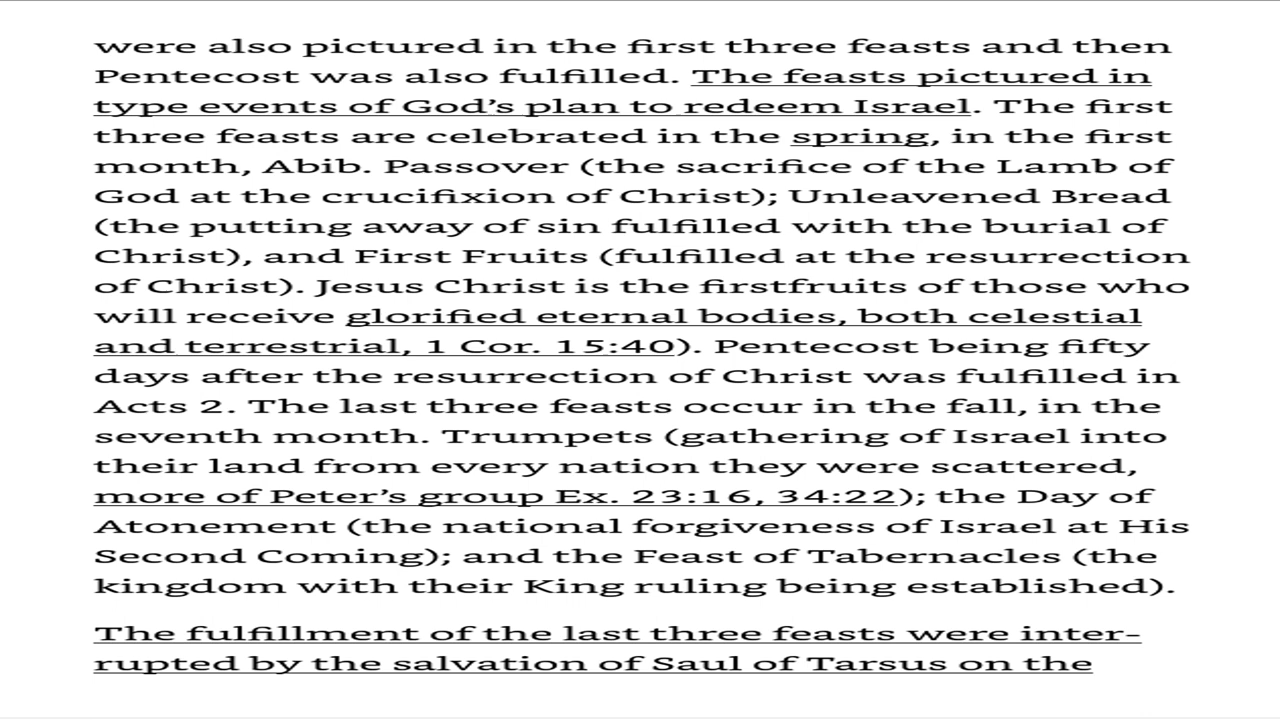 were also pictured in the first three feasts and then
Pentecost was also fulfilled. The feasts pictured in
type events of God’s plan to redeem Israel. The first
three feasts are celebrated in the spring, in the first
month, Abib. Passover (the sacrifice of the Lamb of
God at the crucifixion of Christ); Unleavened Bread
(the putting away of sin fulfilled with the burial of
Christ), and First Fruits (fulfilled at the resurrection
of Christ). Jesus Christ is the firstfruits of those who
will receive glorified eternal bodies, both celestial
and terrestrial, 1 Cor. 15:40). Pentecost being fifty
days after the resurrection of Christ was fulfilled in
Acts 2. The last three feasts occur in the fall, in the
seventh month. Trumpets (gathering of Israel into
their land from every nation they were scattered,
more of Peter’s group Ex. 23:16, 34:22); the Day of
Atonement (the national forgiveness of Israel at His
Second Coming); and the Feast of Tabernacles (the
kingdom with their King ruling being established).
The fulfillment of the last three feasts were inter-
rupted by the salvation of Saul of Tarsus on the